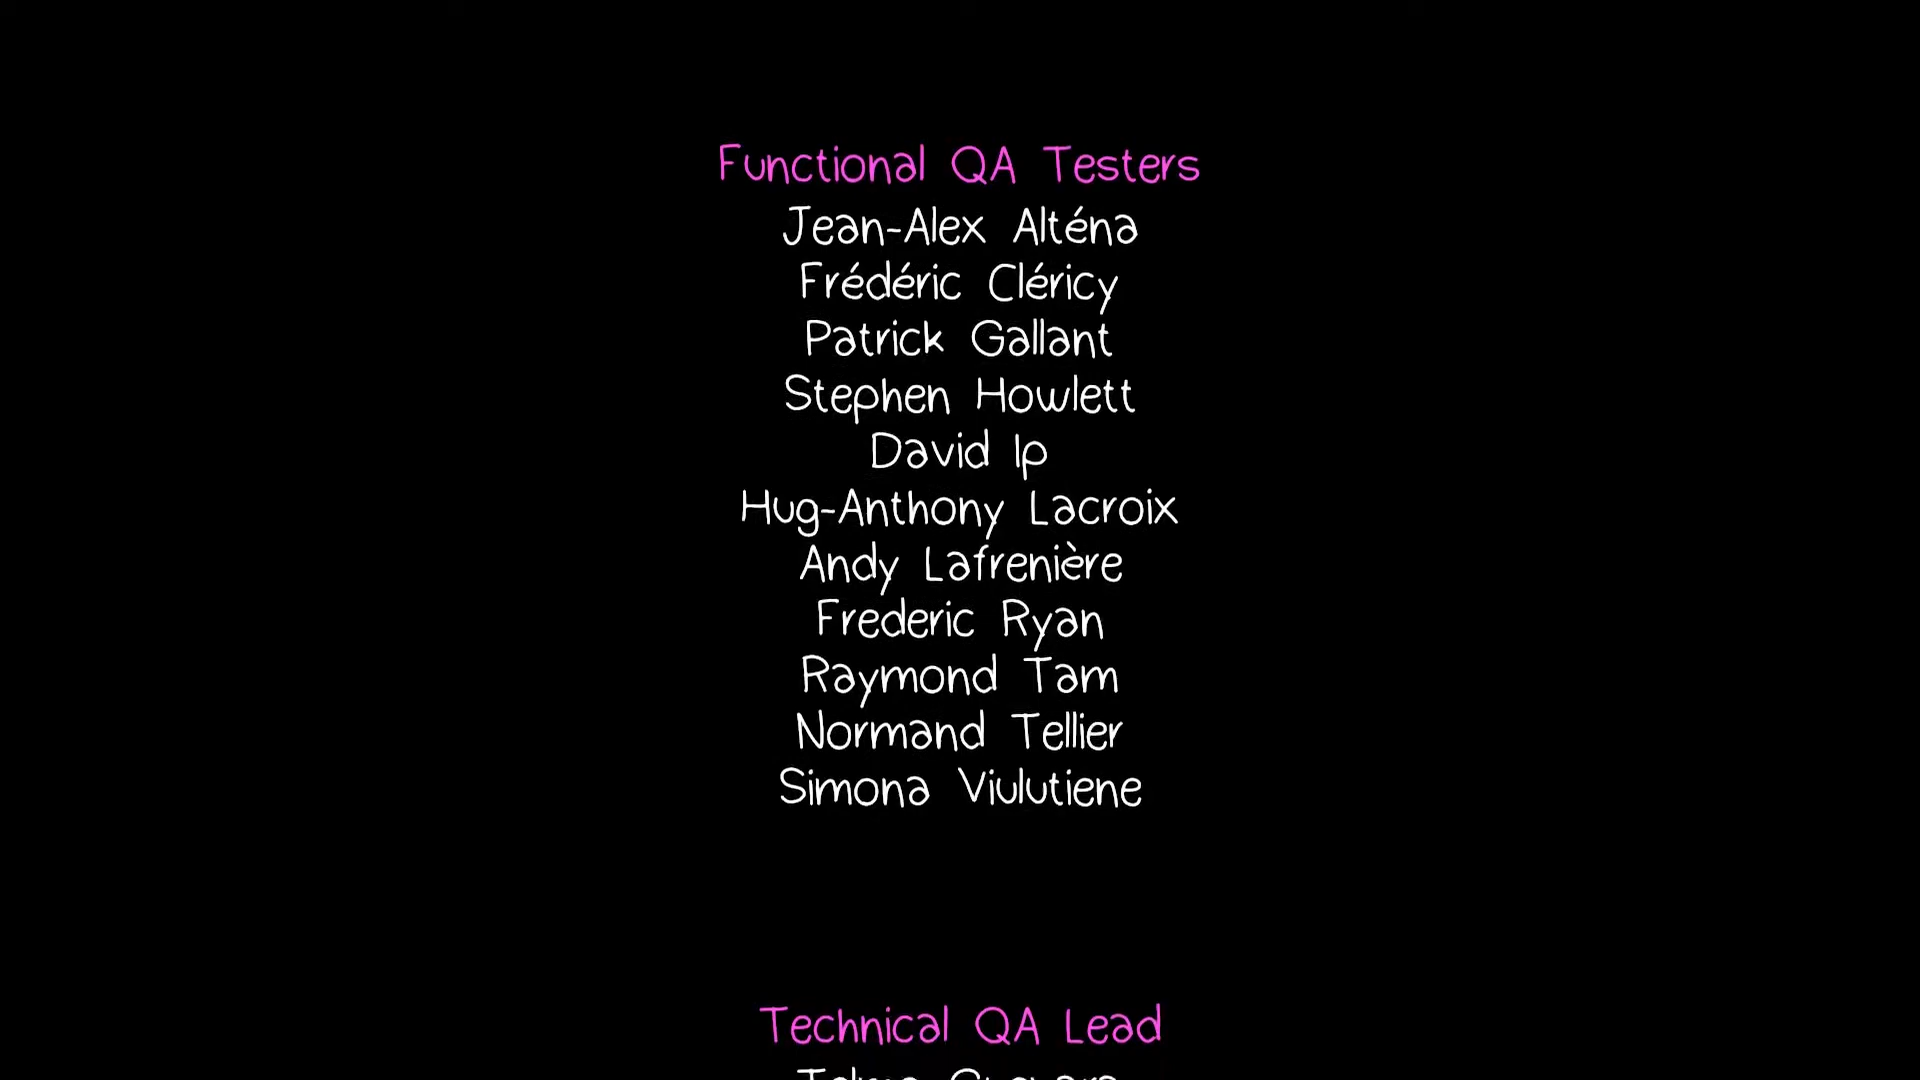 Functional QA Testers
Jean-Alex Alténa
Frédéric Cléricy
Patrick Gallant
Stephen Howlett
David Ip
Hug-Anthony Lacroix
Andy Lafrenière
Frederic Ryan
Raymond Tam
Normand Tellier
Simona Viulutiene
Technical QA Lead